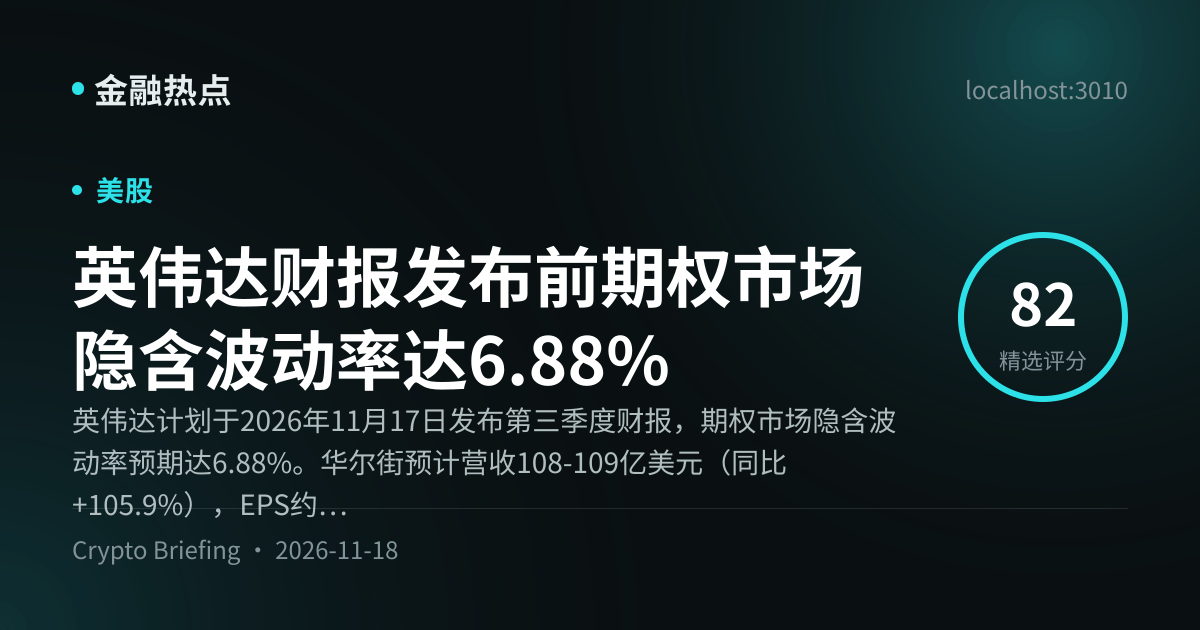 金融热点
localhost:3010
美股
英伟达财报发布前期权市场
隐含波动率达6.88%
82
精选评分
英伟达计划于2026年11月17日发布第三季度财报，期权市场隐含波
动率预期达6.88%。华尔街预计营收108-109亿美元（同比
+105.9%），EPS约…
Crypto Briefing · 2026-11-18